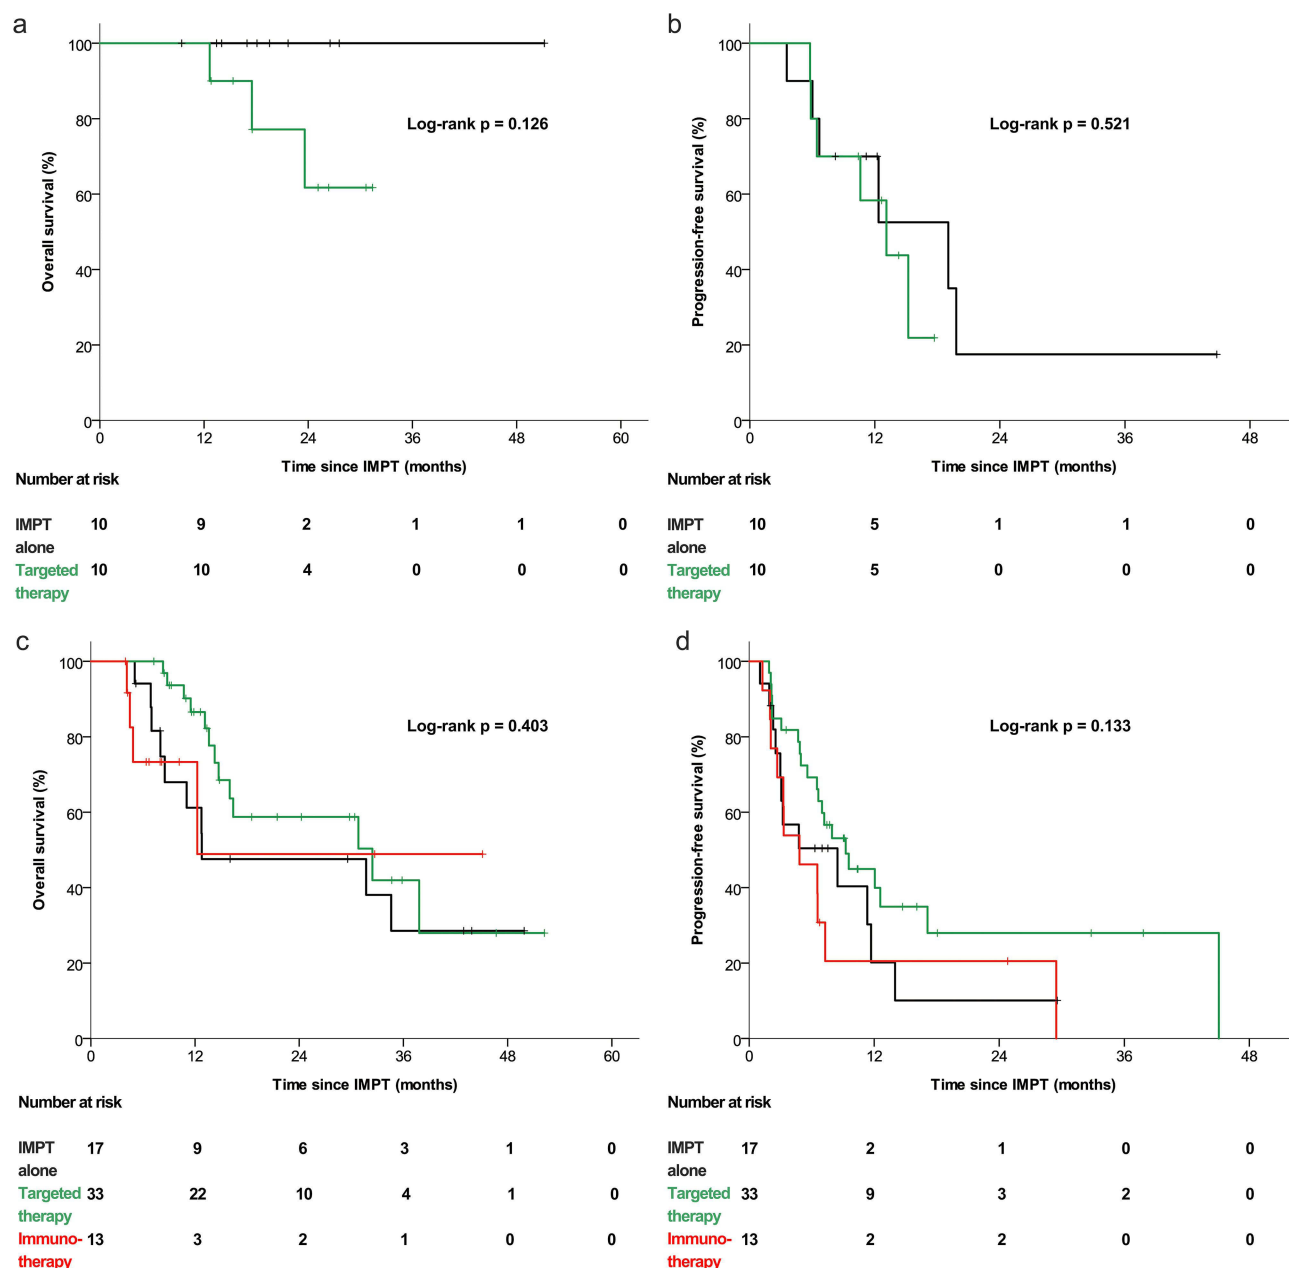 a
100
80
60
40
20
0
Overall survival (%)
Log-rank p = 0.126
0 12 24 36 48 60
Time since IMPT (months)
Number at risk
IMPT alone 10 9 2 1 1 0
Targeted therapy 10 10 4 0 0 0
b
100
80
60
40
20
0
Progression-free survival (%)
Log-rank p = 0.521
0 12 24 36 48
Time since IMPT (months)
Number at risk
IMPT alone 10 5 1 1 0
Targeted therapy 10 5 0 0 0
c
100
80
60
40
20
0
Overall survival (%)
Log-rank p = 0.403
0 12 24 36 48 60
Time since IMPT (months)
Number at risk
IMPT alone 17 9 6 3 1 0
Targeted therapy 33 22 10 4 1 0
Immuno-therapy 13 3 2 1 0 0
d
100
80
60
40
20
0
Progression-free survival (%)
Log-rank p = 0.133
0 12 24 36 48
Time since IMPT (months)
Number at risk
IMPT alone 17 2 1 0 0
Targeted therapy 33 9 3 2 0
Immuno-therapy 13 2 2 0 0